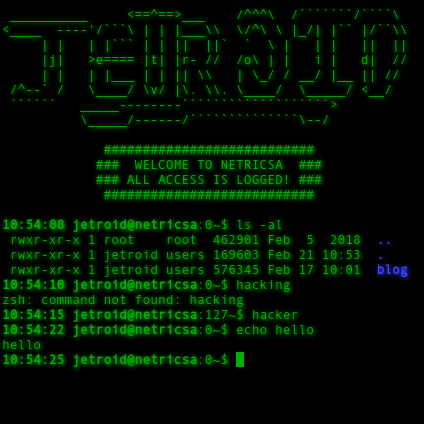 ###########################
###  WELCOME TO NETRICSA  ###
### ALL ACCESS IS LOGGED! ###
###########################
10:54:08 jetroid@netricsa:0~$ ls -al
rwxr-xr-x 1 root    root  462901 Feb  5  2018  ..
rwxr-xr-x 1 jetroid users 169603 Feb 21 10:53  .
rwxr-xr-x 1 jetroid users 576345 Feb 17 10:01  blog
10:54:10 jetroid@netricsa:0~$ hacking
zsh: command not found: hacking
10:54:15 jetroid@netricsa:127~$ hacker
10:54:22 jetroid@netricsa:0~$ echo hello
hello
10:54:25 jetroid@netricsa:0~$